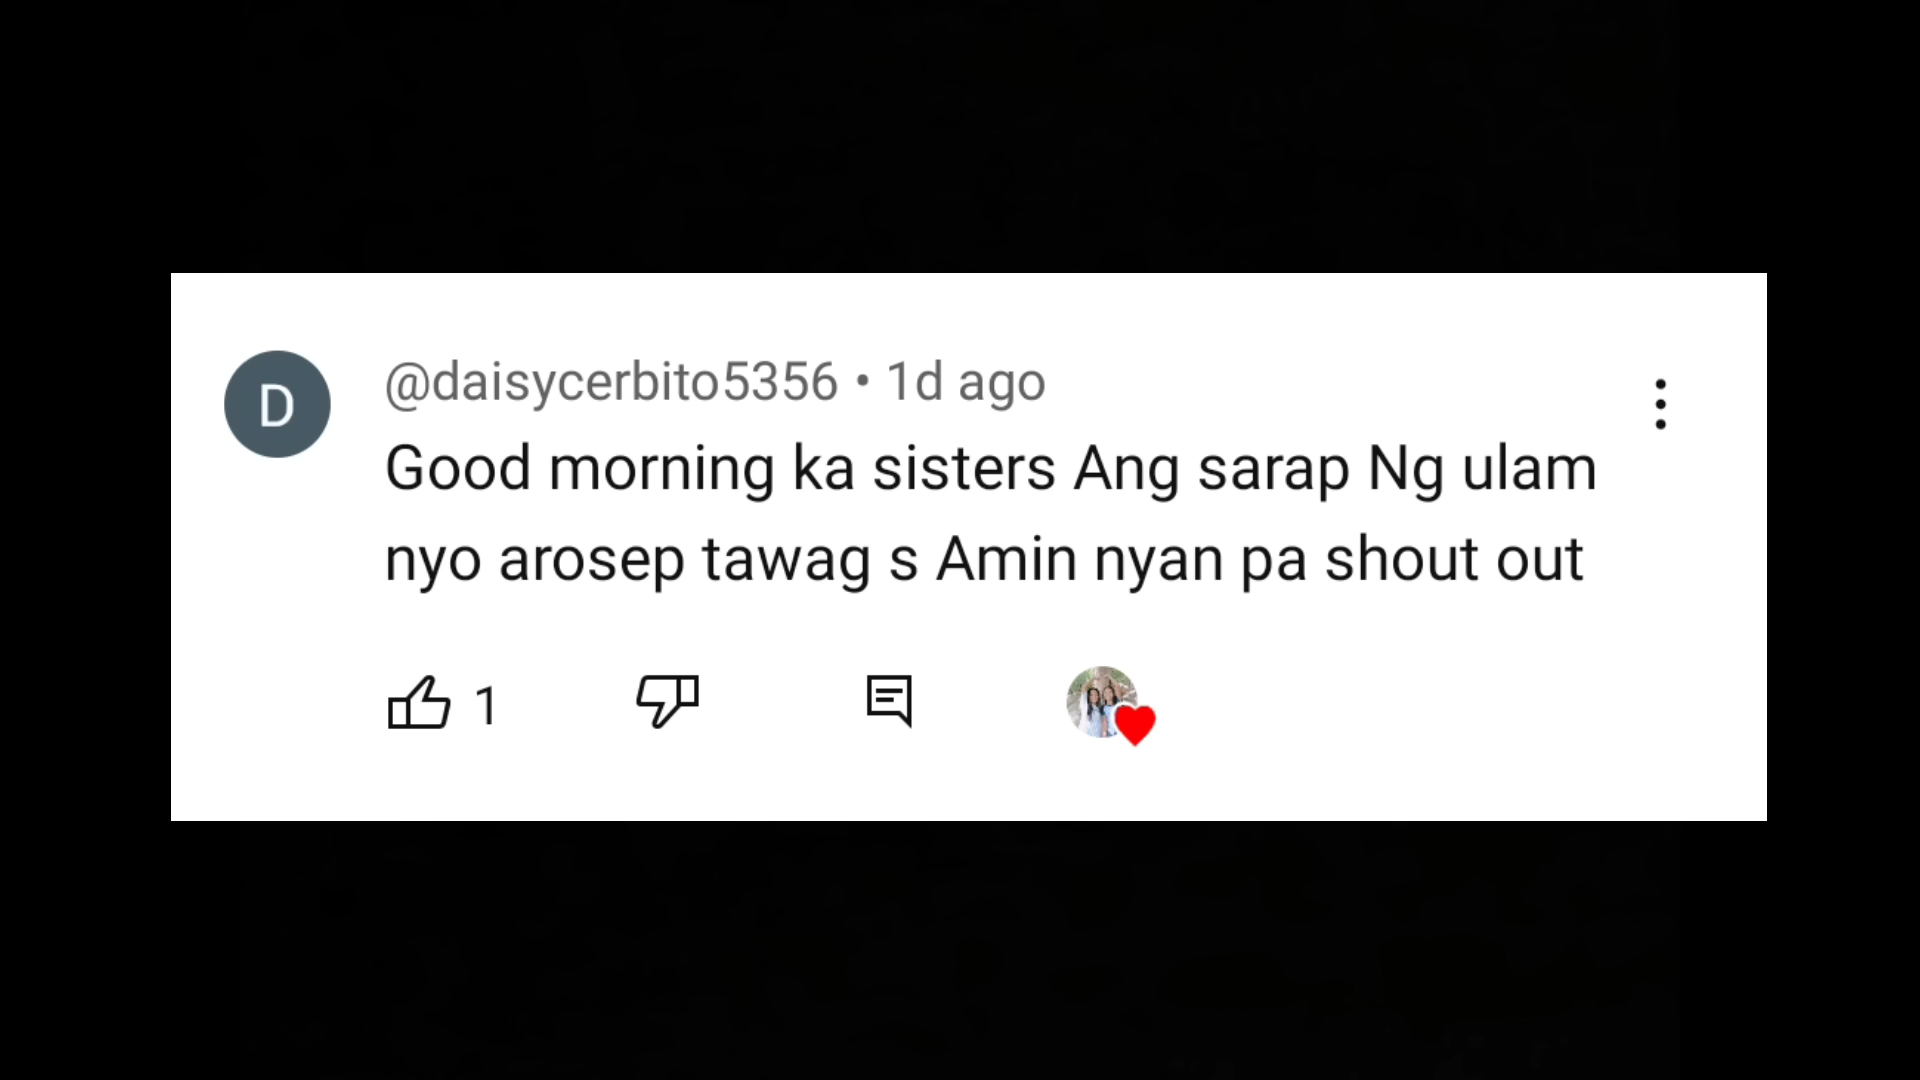 D
@daisycerbito5356 • 1d ago
Good morning ka sisters Ang sarap Ng ulam
nyo arosep tawag s Amin nyan pa shout out
1